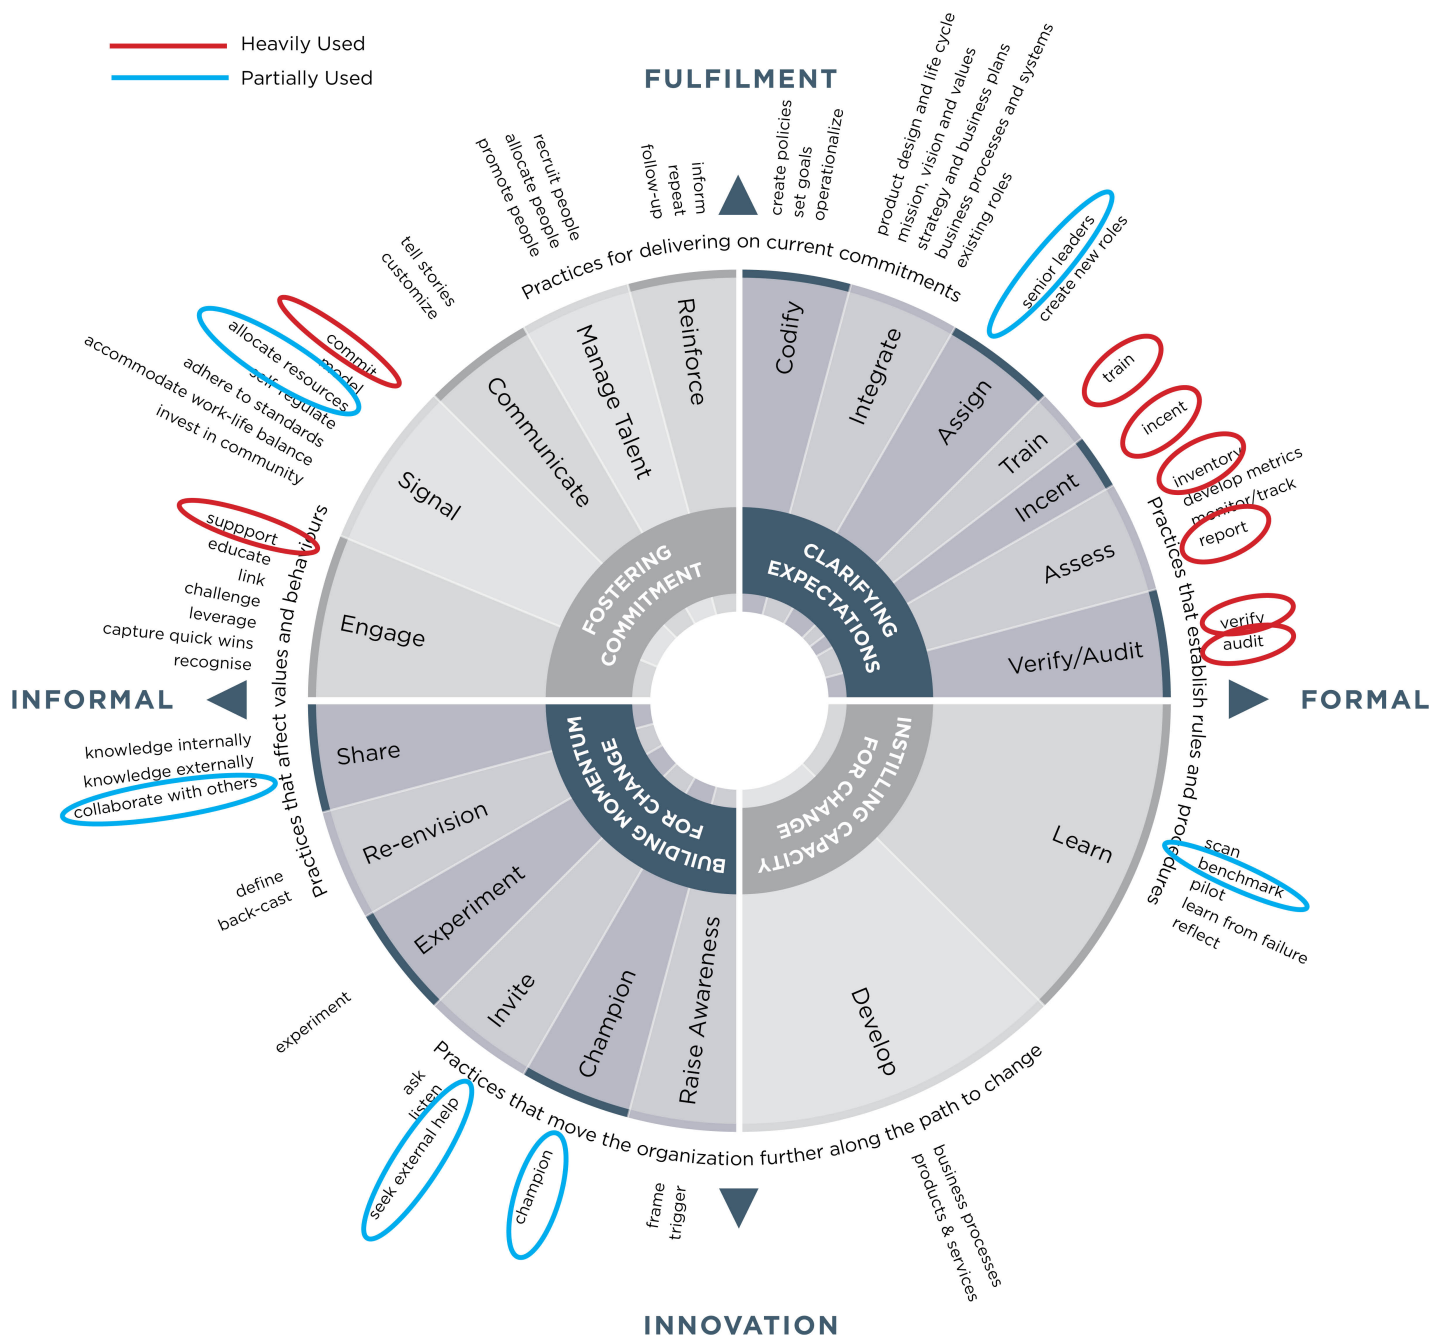 Heavily Used
Partially Used
FULFILMENT
INFORMAL
FORMAL
INNOVATION
Practices for delivering on current commitments
Practices that establish rules and procedures
Practices that move the organization further along the path to change
Practices that affect values and behaviours
FOSTERING
COMMITMENT
CLARIFYING
EXPECTATIONS
INSTILLING CAPACITY
FOR CHANGE
BUILDING MOMENTUM
FOR CHANGE
Engage
Signal
Communicate
Manage Talent
Reinforce
Codify
Integrate
Assign
Train
Incent
Assess
Verify/Audit
Learn
Develop
Raise Awareness
Champion
Invite
Experiment
Re-envision
Share
suppport
educate
link
challenge
leverage
capture quick wins
recognise
commit
model
allocate resources
self-regulate
adhere to standards
accommodate work-life balance
invest in community
tell stories
customize
recruit people
allocate people
promote people
inform
repeat
follow-up
create policies
set goals
operationalize
product design and life cycle
mission, vision and values
strategy and business plans
business processes and systems
existing roles
senior leaders
create new roles
train
incent
inventory
develop metrics
monitor/track
report
verify
audit
scan
benchmark
pilot
learn from failure
reflect
business processes
products & services
frame
trigger
champion
ask
listen
seek external help
experiment
define
back-cast
knowledge internally
knowledge externally
collaborate with others